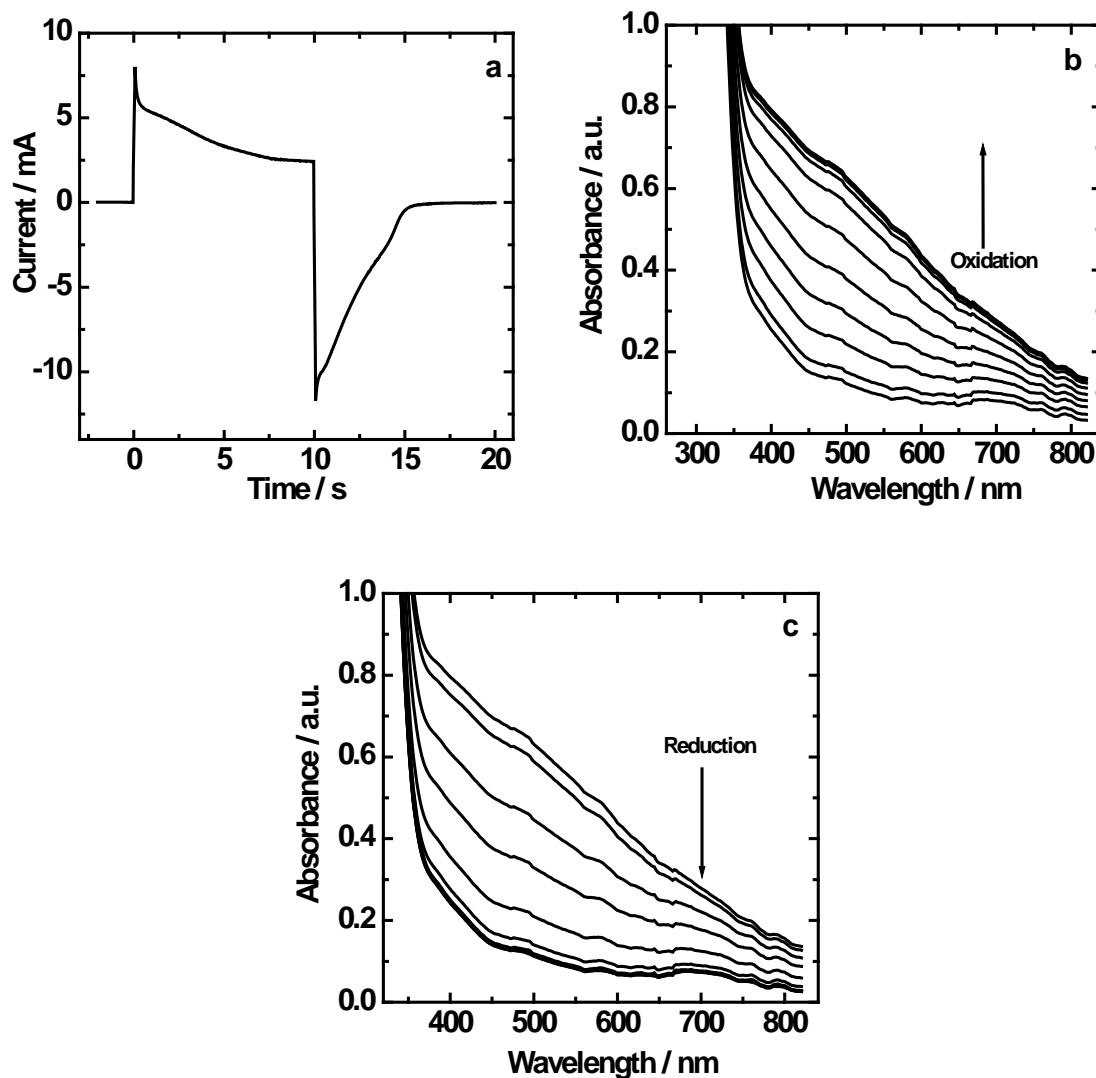 a
10
5
0
-5
-10
Current / mA
0 5 10 15 20
Time / s
b
1.0
0.8
0.6
0.4
0.2
0.0
Absorbance / a.u.
Oxidation
300 400 500 600 700 800
Wavelength / nm
c
1.0
0.8
0.6
0.4
0.2
0.0
Absorbance / a.u.
Reduction
400 500 600 700 800
Wavelength / nm